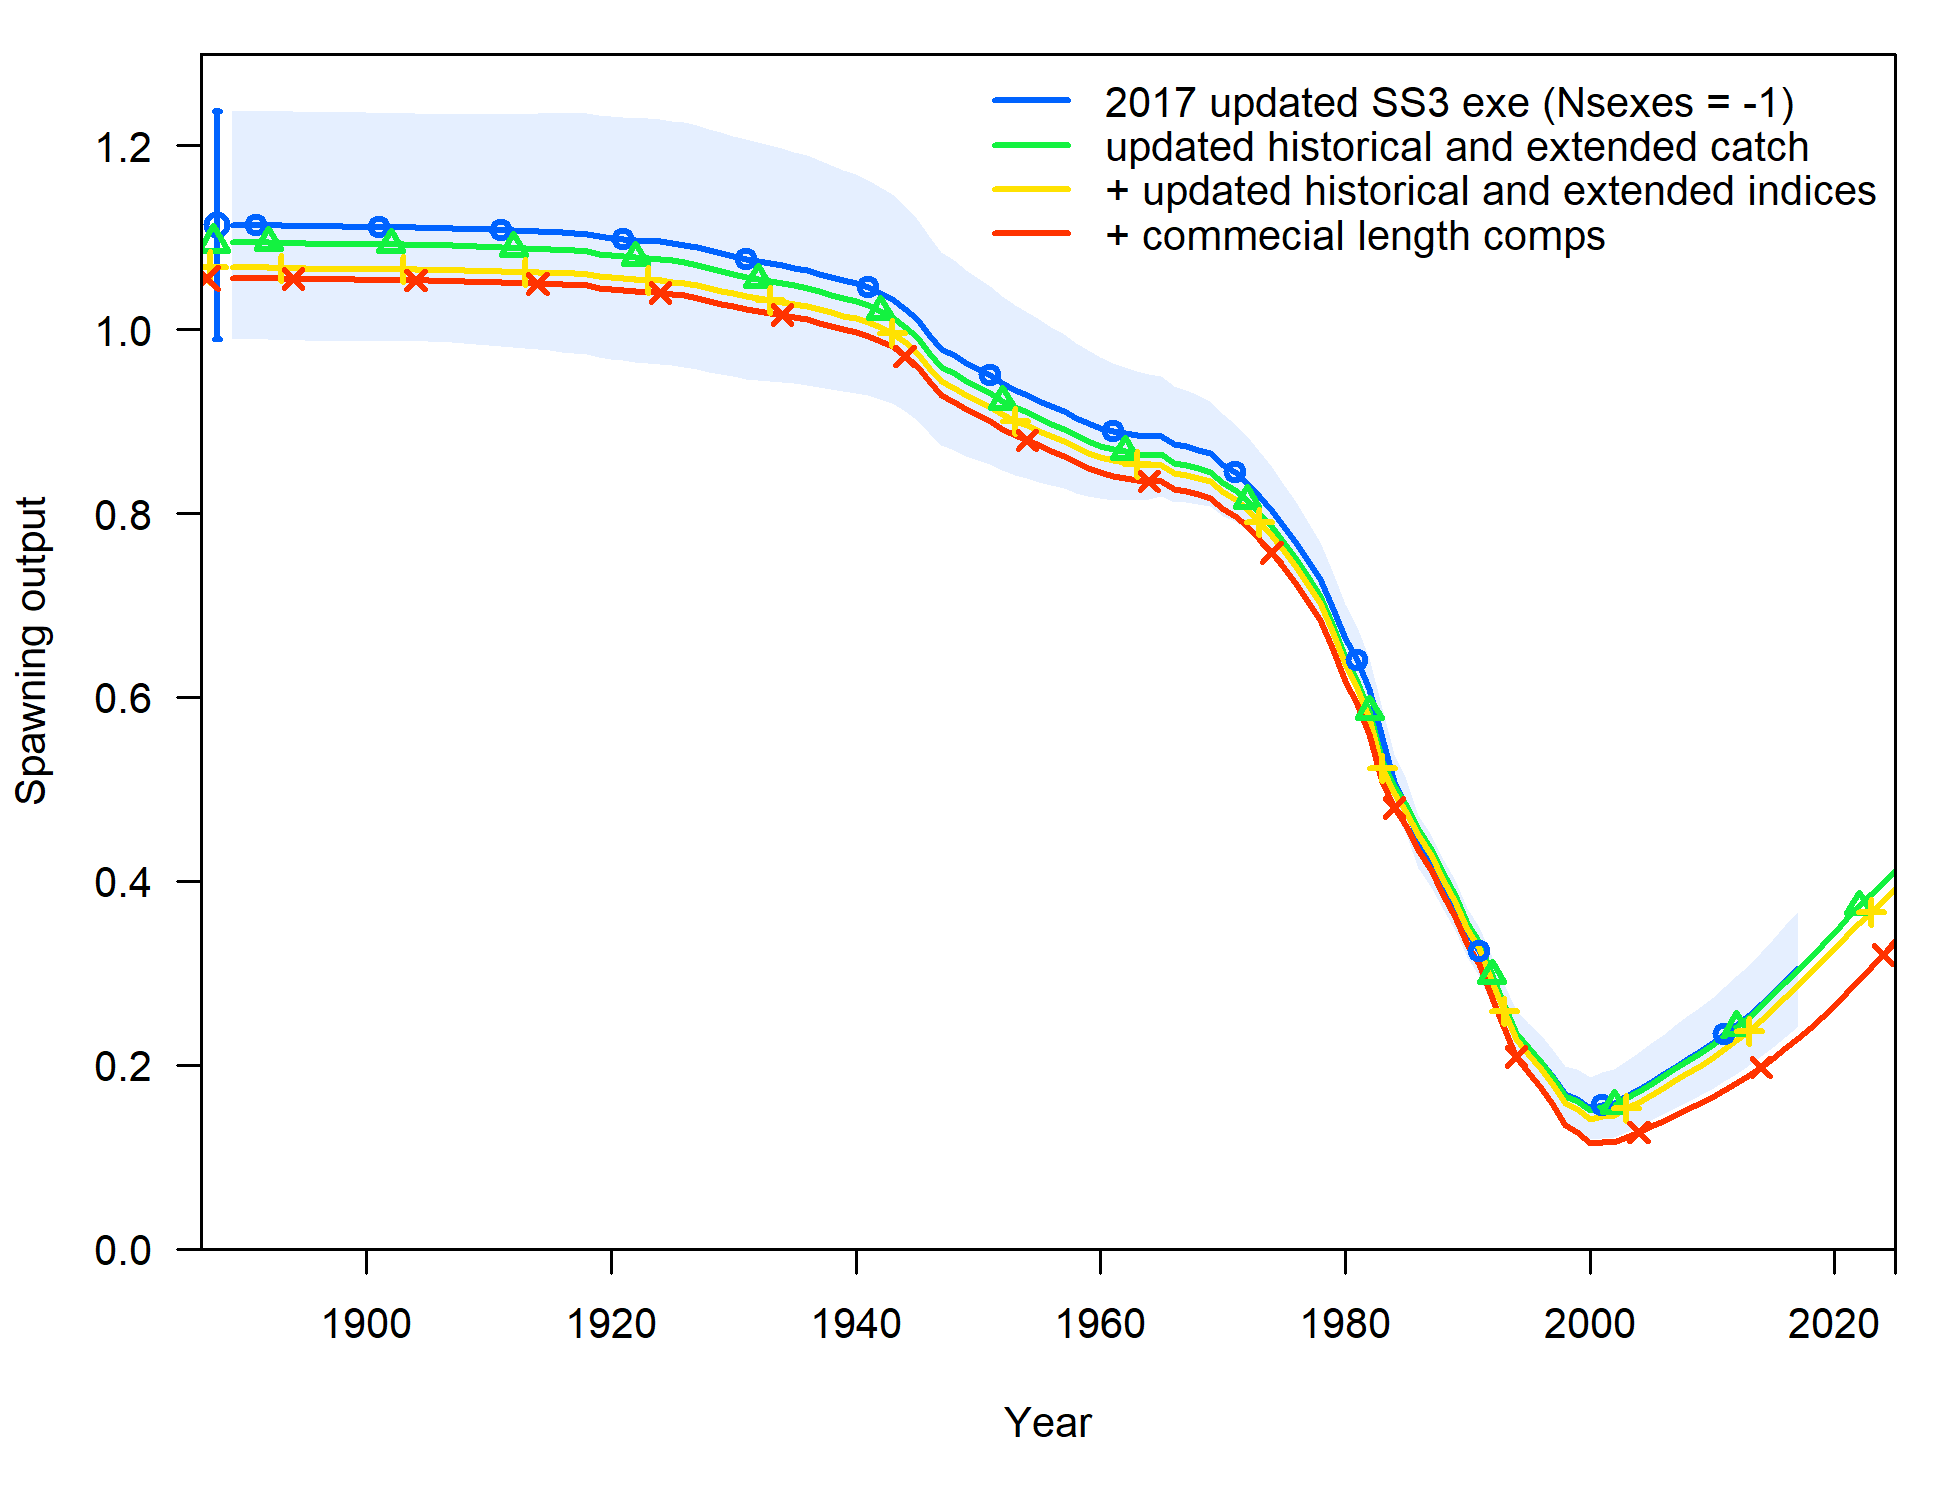 2017 updated SS3 exe (Nsexes = -1)
updated historical and extended catch
+ updated historical and extended indices
+ commecial length comps
Spawning output
1.2
1.0
0.8
0.6
0.4
0.2
0.0
1900 1920 1940 1960 1980 2000 2020
Year